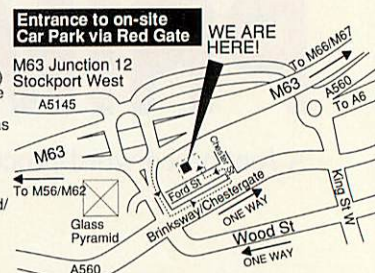 Entrance to on-site
Car Park via Red Gate
WE ARE
HERE!
M63 Junction 12
Stockport West
A5145
To M66/M67
M63
A560
To A6
M63
To M56/M62
Chester St
Ford St
Brinksway/Chestergate
ONE WAY
King St W
Glass
Pyramid
Wood St
ONE WAY
A560